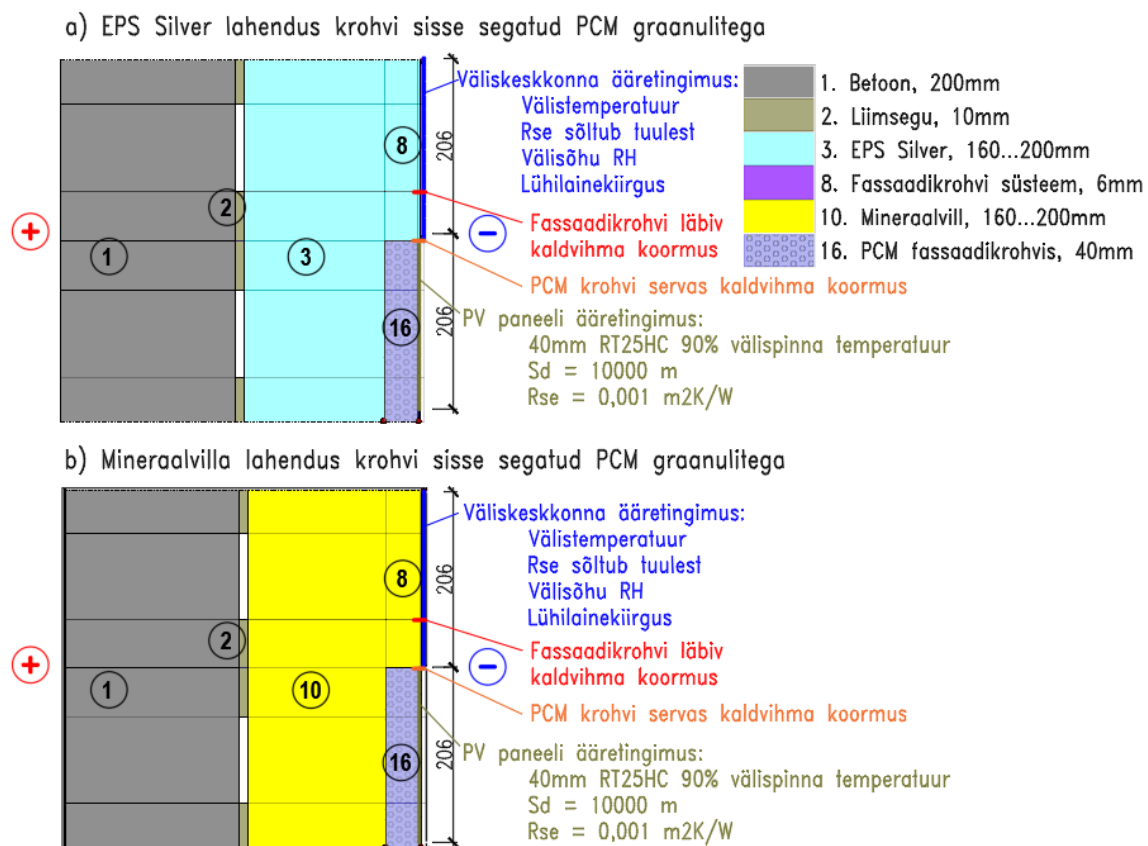 a) EPS Silver lahendus krohvi sisse segatud PCM graanulitega
Väliskeskkonna ääretingimus:
Välistemperatuur
Rse sõltub tuulest
Välisõhu RH
Lühilainekiirgus
8
206
2
Fassaadikrohvi läbiv
kaldvihma koormus
+
−
1
3
PCM krohvi servas kaldvihma koormus
16
206
PV paneeli ääretingimus:
40mm RT25HC 90% välispinna temperatuur
Sd = 10000 m
Rse = 0,001 m2K/W
1. Betoon, 200mm
2. Liimsegu, 10mm
3. EPS Silver, 160...200mm
8. Fassaadikrohvi süsteem, 6mm
10. Mineraalvill, 160...200mm
16. PCM fassaadikrohvis, 40mm
b) Mineraalvilla lahendus krohvi sisse segatud PCM graanulitega
Väliskeskkonna ääretingimus:
Välistemperatuur
Rse sõltub tuulest
Välisõhu RH
Lühilainekiirgus
8
206
2
Fassaadikrohvi läbiv
kaldvihma koormus
+
−
1
10
PCM krohvi servas kaldvihma koormus
16
206
PV paneeli ääretingimus:
40mm RT25HC 90% välispinna temperatuur
Sd = 10000 m
Rse = 0,001 m2K/W